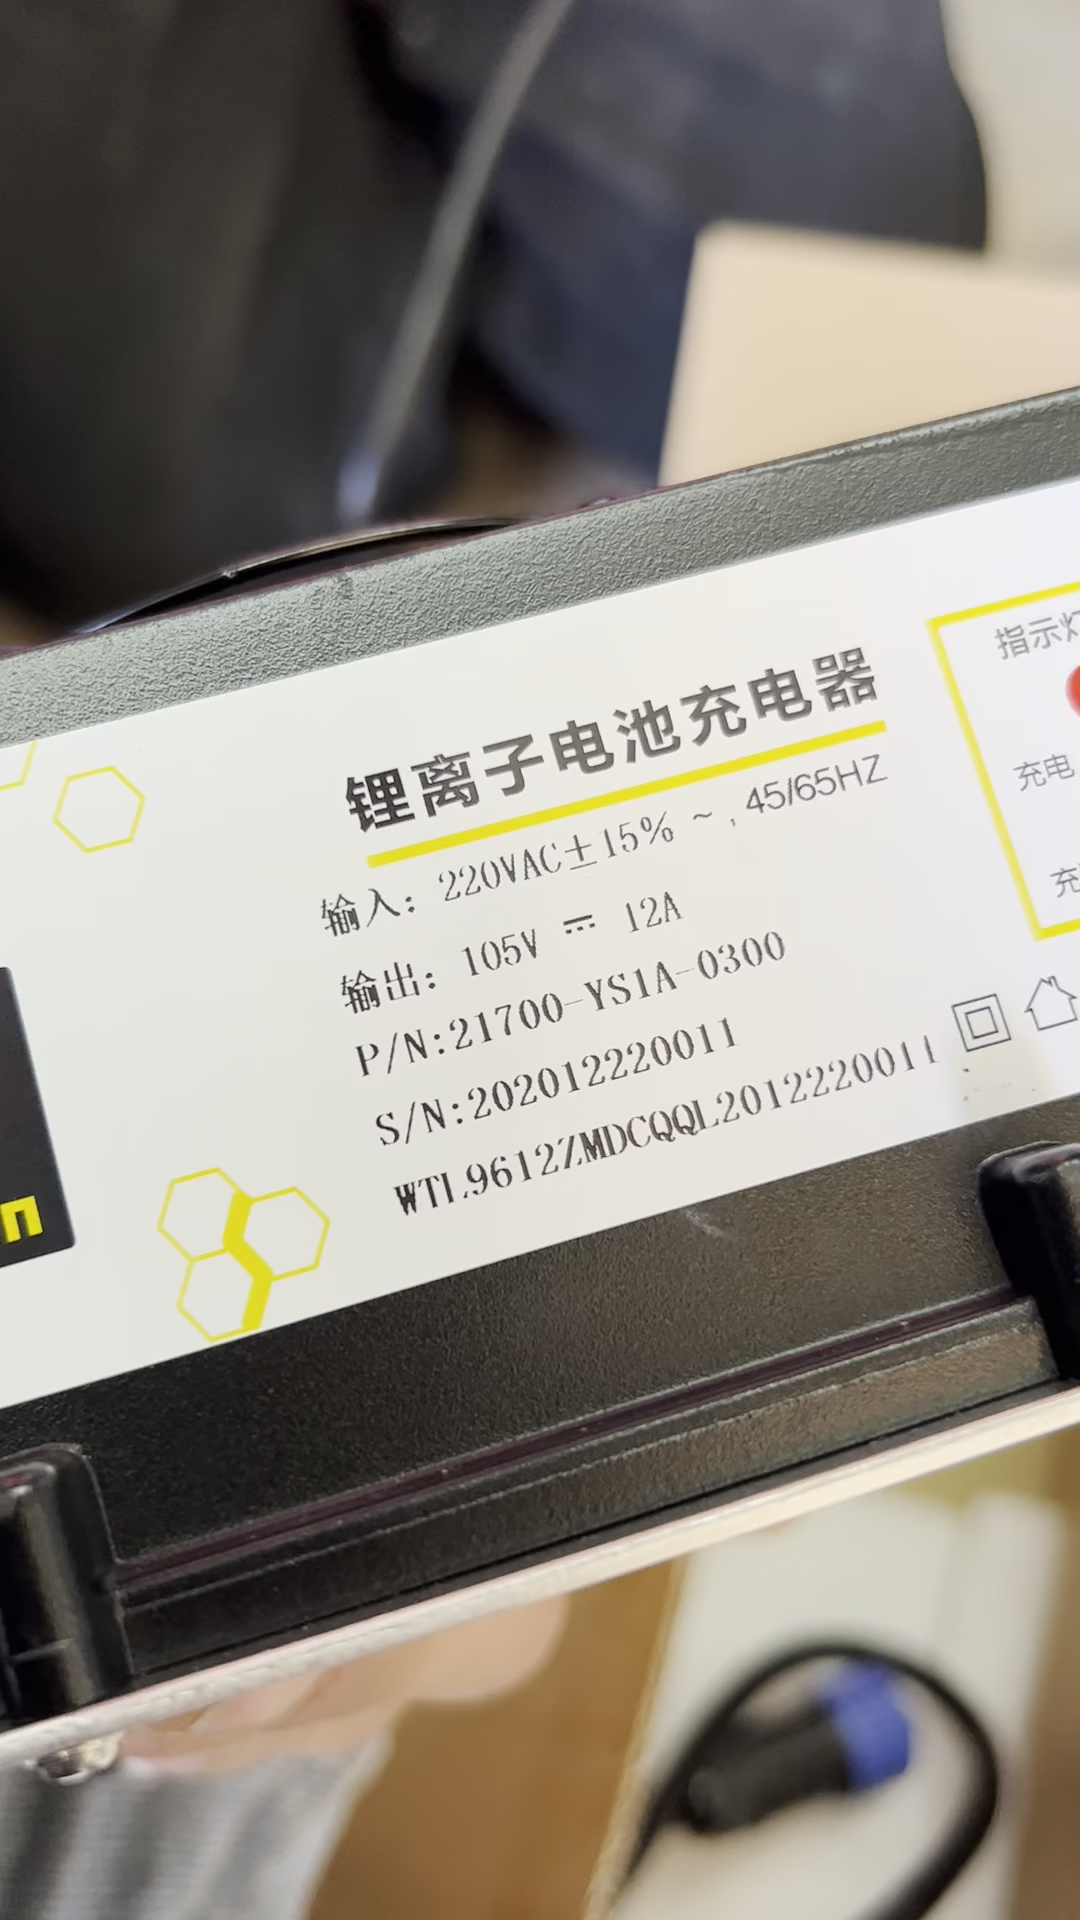 锂离子电池充电器
输入: 220VAC±15% ~ , 45/65HZ
输出: 105V ⎓ 12A
P/N:21700-YS1A-0300
S/N:202012220011
WTL9612ZMDCQQL2012220011
指示灯
充电
充
n